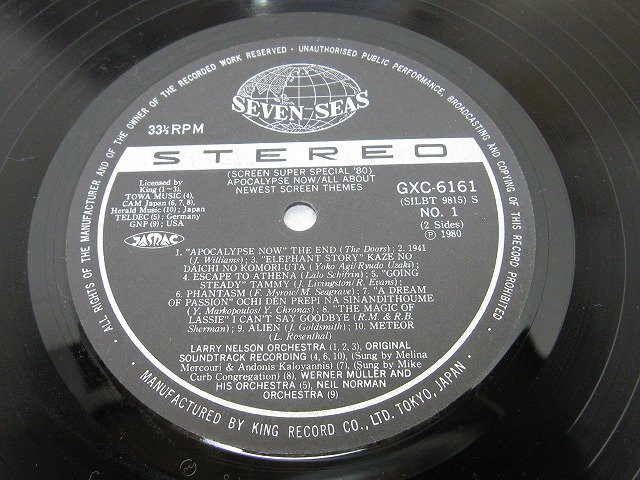 ALL RIGHTS OF THE MANUFACTURER AND OF THE OWNER OF THE RECORDED WORK RESERVED · UNAUTHORISED PUBLIC PERFORMANCE, BROADCASTING AND COPYING OF THIS RECORD PROHIBITED ·
SEVEN-SEAS
33⅓RPM
STEREO
Licensed by
King (1~3),
TOWA MUSIC (4),
CAM Japan (6, 7, 8),
Herald Music (10) ; Japan
TELDEC (5) ; Germany
GNP (9) ; USA
JASRAC
(SCREEN SUPER SPECIAL '80)
APOCALYPSE NOW/ALL ABOUT
NEWEST SCREEN THEMES
GXC-6161
(SILBT 9815) S
NO. 1
(2 Sides)
Ⓟ 1980
1. "APOCALYPSE NOW" THE END (The Doors) ; 2. 1941
(J. Williams) ; 3. "ELEPHANT STORY" KAZE NO
DAICHI NO KOMORI-UTA (Yoko Agi/Ryudo Uzaki)
4. ESCAPE TO ATHENA (Lalo Schifrin) ; 5. "GOING
STEADY" TAMMY (J. Livingston/R. Evans)
6. PHANTASM (F. Myrow/M. Seagrave) ; 7. "A DREAM
OF PASSION" OCHI DEN PREPI NA SINANDITHOUME
(Y. Markopoulos/Y. Chronas) ; 8. "THE MAGIC OF
LASSIE" I CAN'T SAY GOODBYE (R.M. & R.B.
Sherman) ; 9. ALIEN (J. Goldsmith) ; 10. METEOR
(L. Rosenthal)
LARRY NELSON ORCHESTRA (1, 2, 3), ORIGINAL
SOUNDTRACK RECORDING (4, 6, 10), (Sung by Melina
Mercouri & Andonis Kaloyannis) (7), (Sung by Mike
Curb Congregation) (8), WERNER MÜLLER AND
HIS ORCHESTRA (5), NEIL NORMAN
ORCHESTRA (9)
MANUFACTURED BY KING RECORD CO., LTD. TOKYO, JAPAN ·